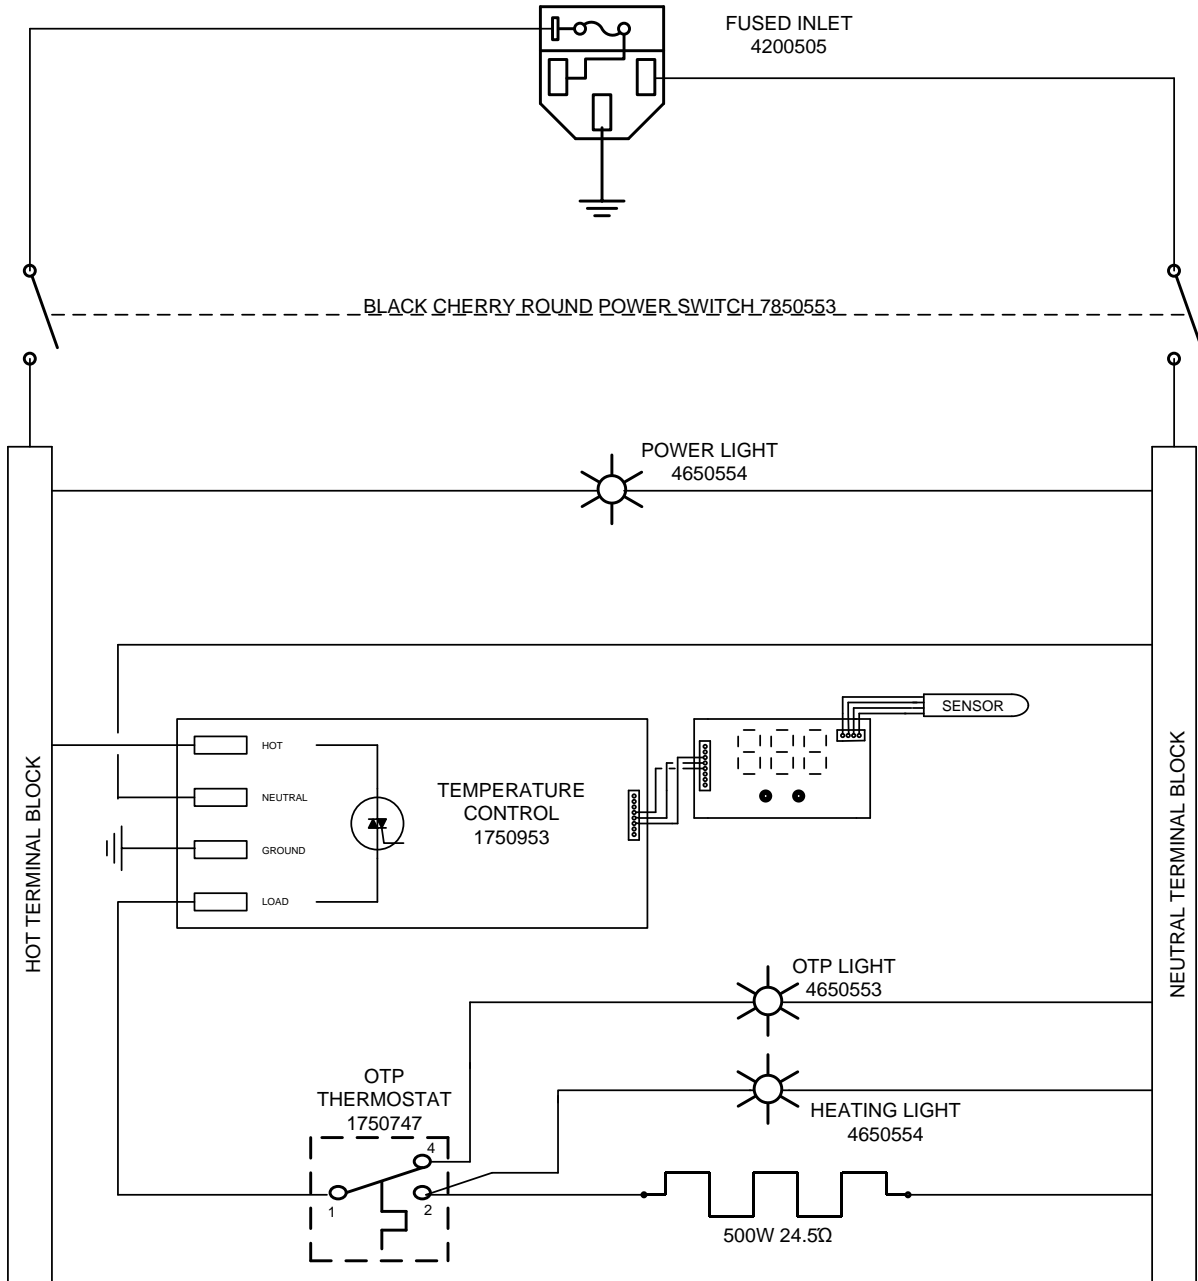 FUSED INLET
4200505
BLACK CHERRY ROUND POWER SWITCH 7850553
POWER LIGHT
4650554
SENSOR
HOT
NEUTRAL
GROUND
LOAD
TEMPERATURE
CONTROL
1750953
HOT TERMINAL BLOCK
NEUTRAL TERMINAL BLOCK
OTP LIGHT
4650553
OTP
THERMOSTAT
1750747
HEATING LIGHT
4650554
4
1
2
500W 24.5Ω